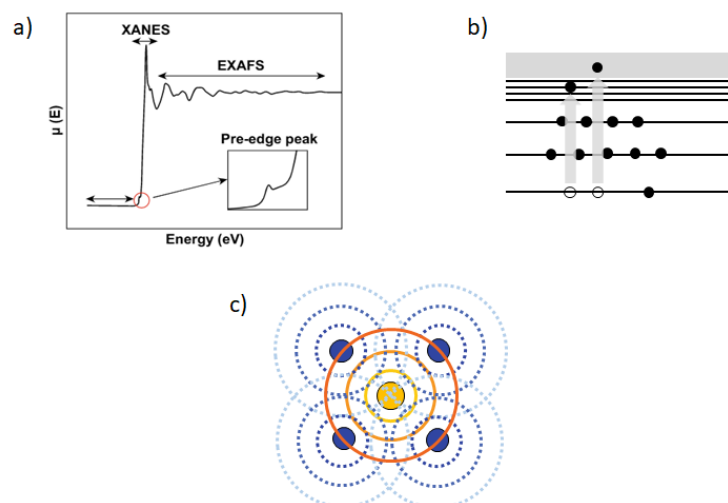 a)
XANES
EXAFS
μ (E)
Pre-edge peak
Energy (eV)
b)
c)